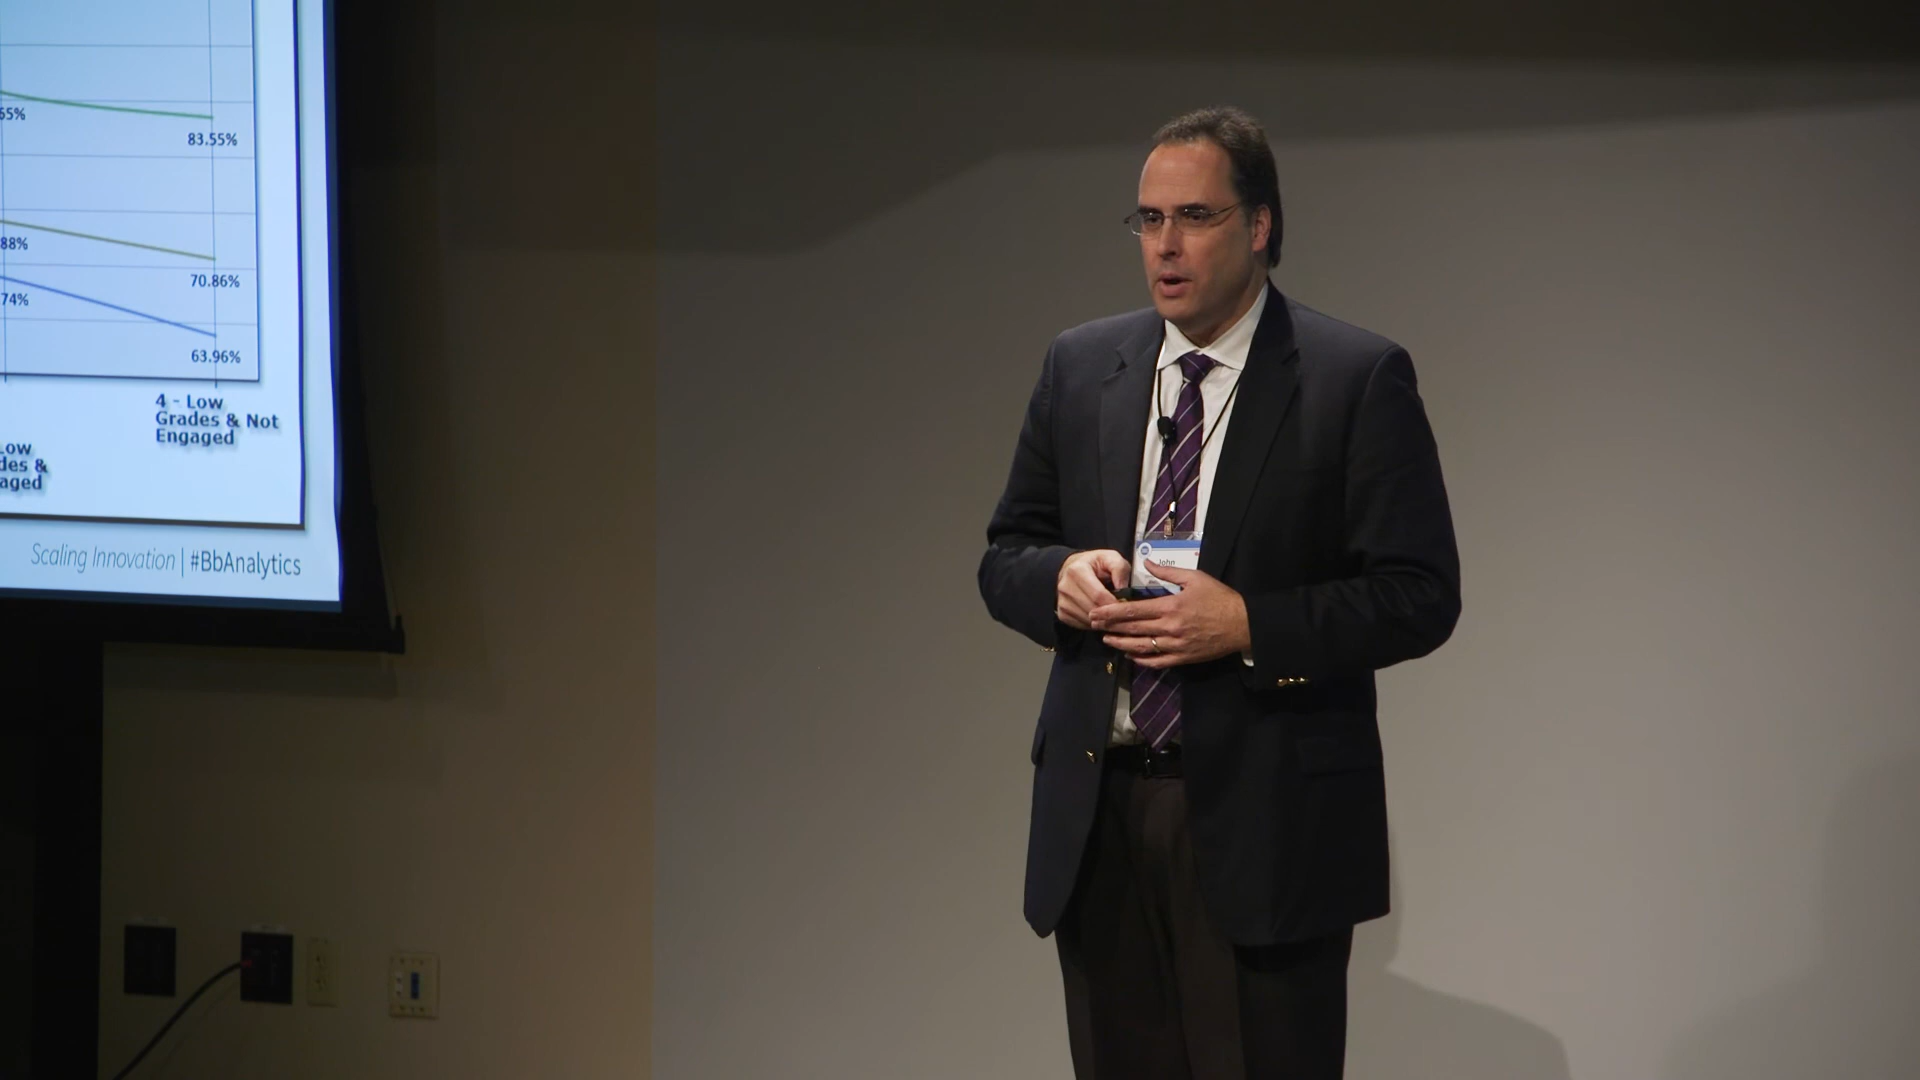 65%
83.55%
88%
70.86%
74%
63.96%
4 - Low
Grades & Not
Engaged
Low
des &
aged
Scaling Innovation | #BbAnalytics
John